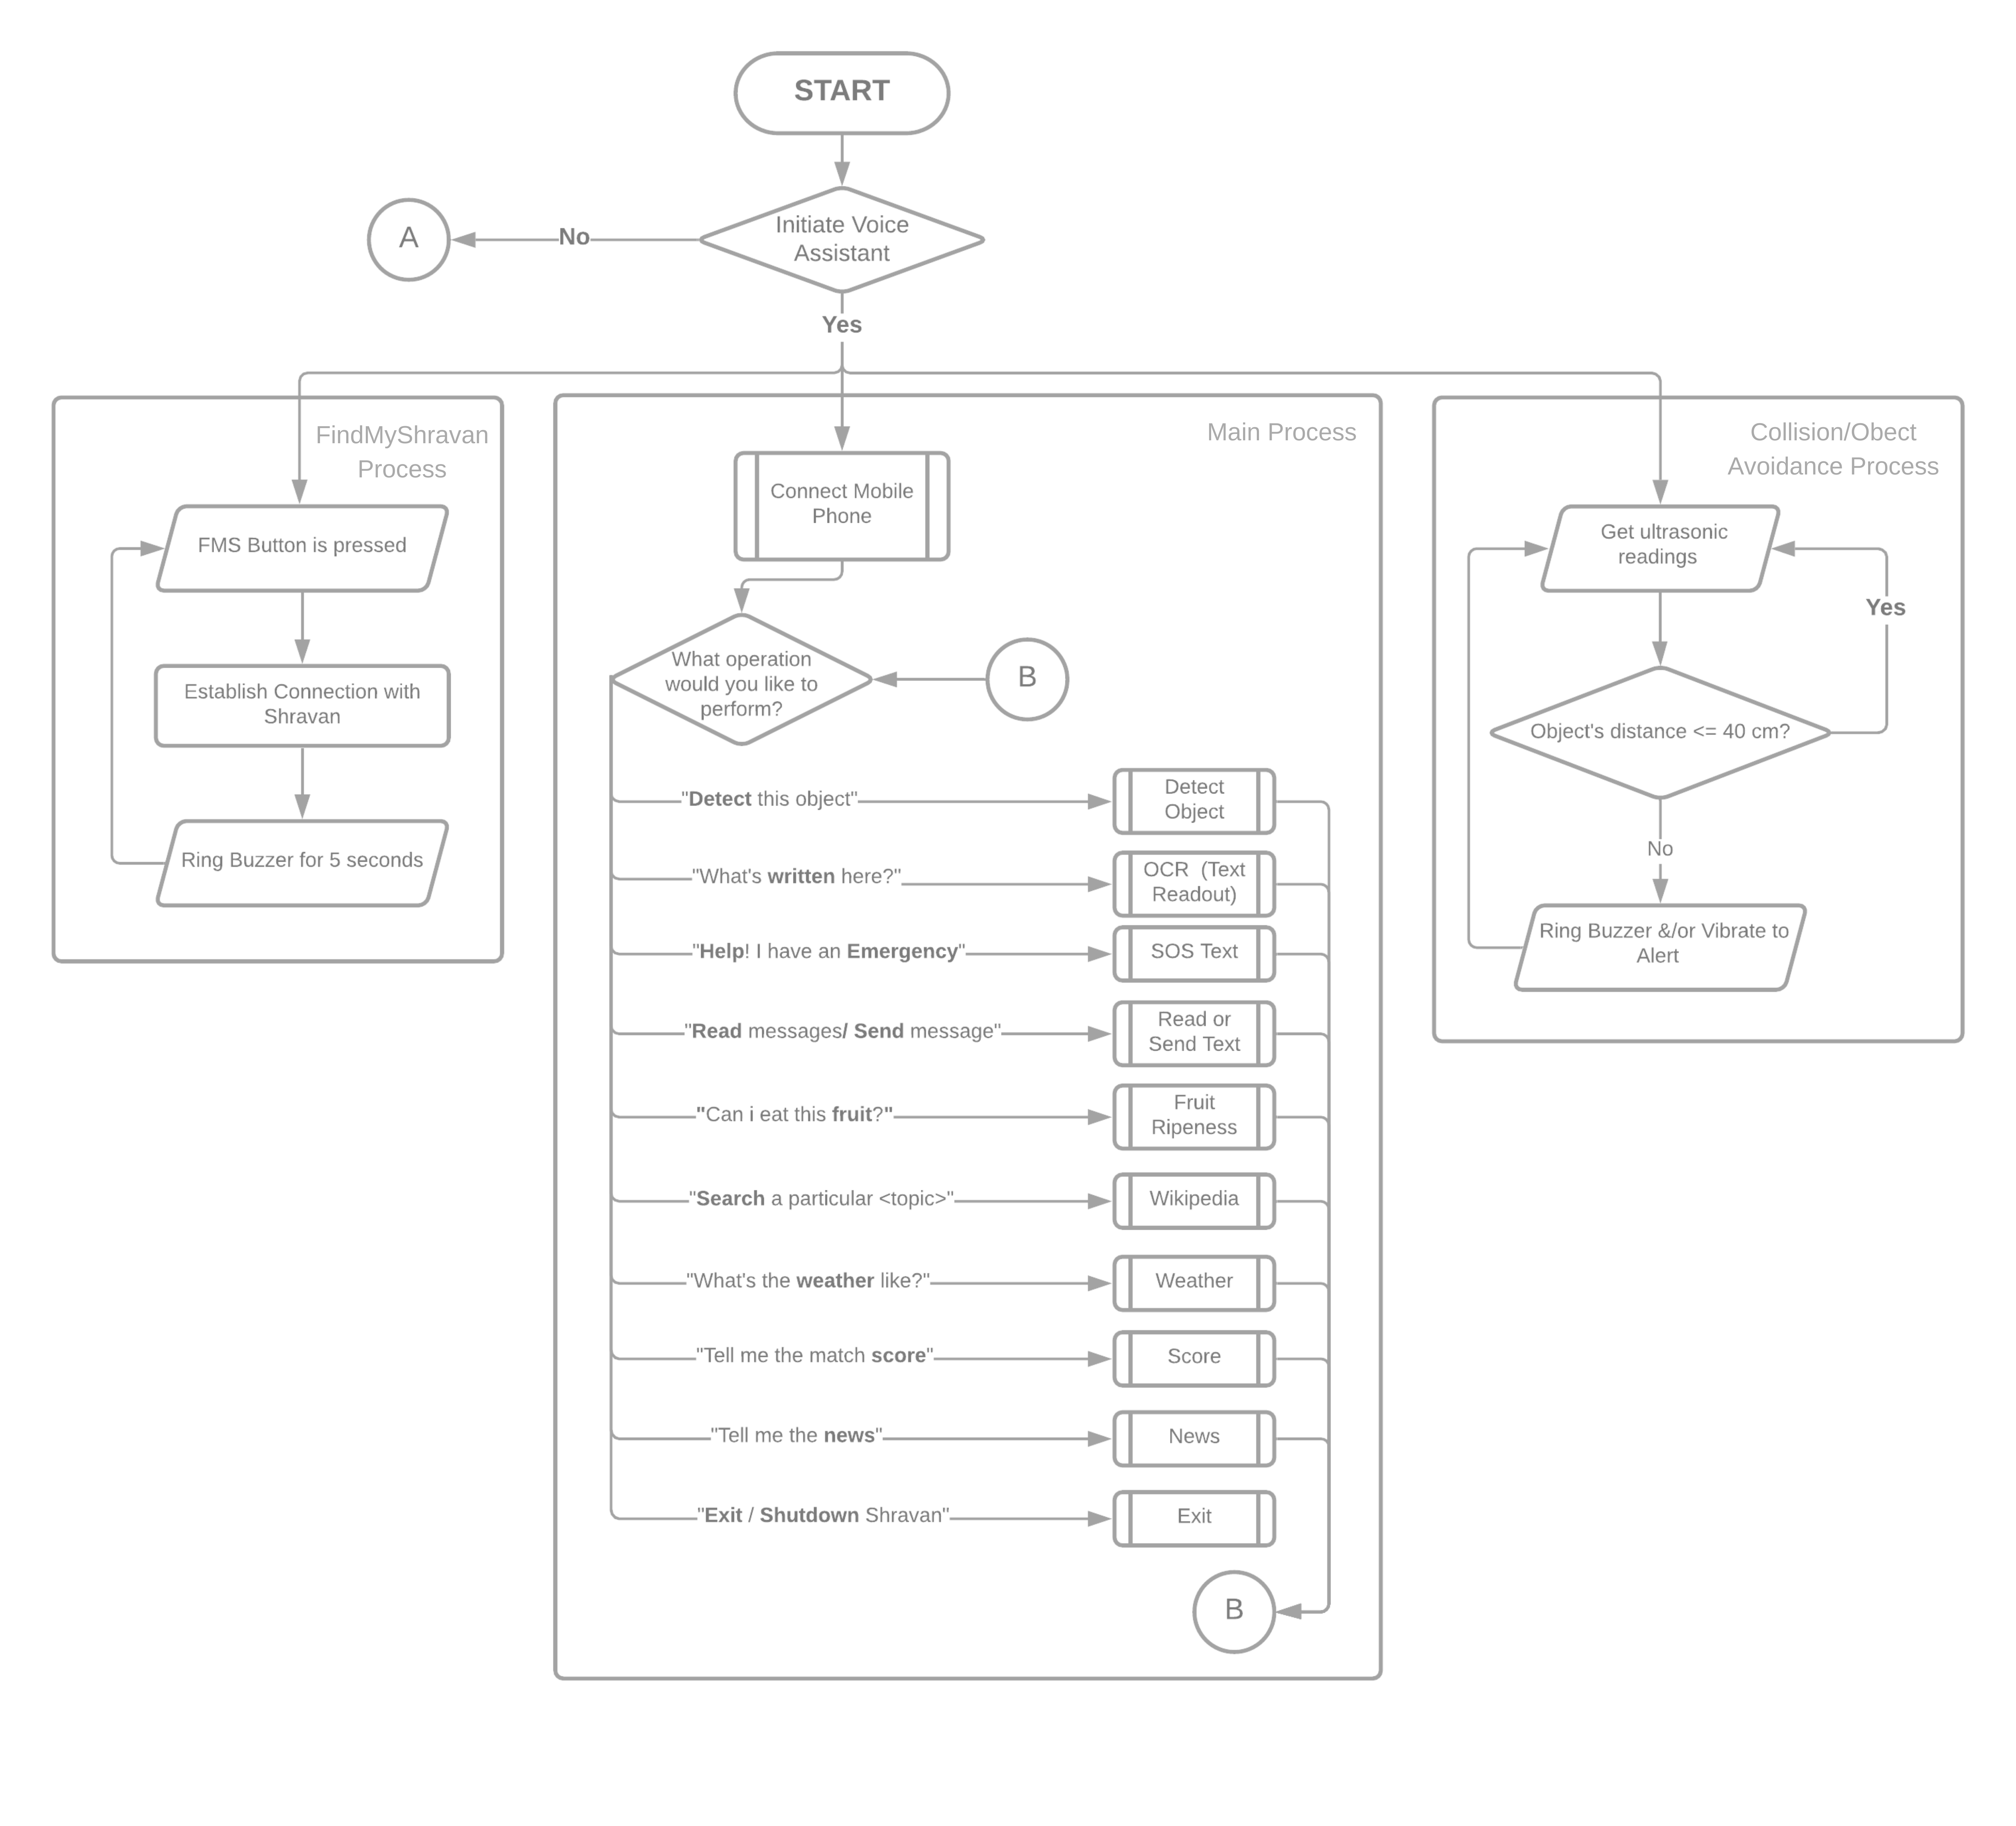 START
Initiate Voice
Assistant
No
A
Yes
FindMyShravan
Process
FMS Button is pressed
Establish Connection with
Shravan
Ring Buzzer for 5 seconds
Main Process
Connect Mobile
Phone
What operation
would you like to
perform?
B
"Detect this object"
Detect
Object
"What's written here?"
OCR (Text
Readout)
"Help! I have an Emergency"
SOS Text
"Read messages/ Send message"
Read or
Send Text
"Can i eat this fruit?"
Fruit
Ripeness
"Search a particular <topic>"
Wikipedia
"What's the weather like?"
Weather
"Tell me the match score"
Score
"Tell me the news"
News
"Exit / Shutdown Shravan"
Exit
B
Collision/Obect
Avoidance Process
Get ultrasonic
readings
Yes
Object's distance <= 40 cm?
No
Ring Buzzer &/or Vibrate to
Alert